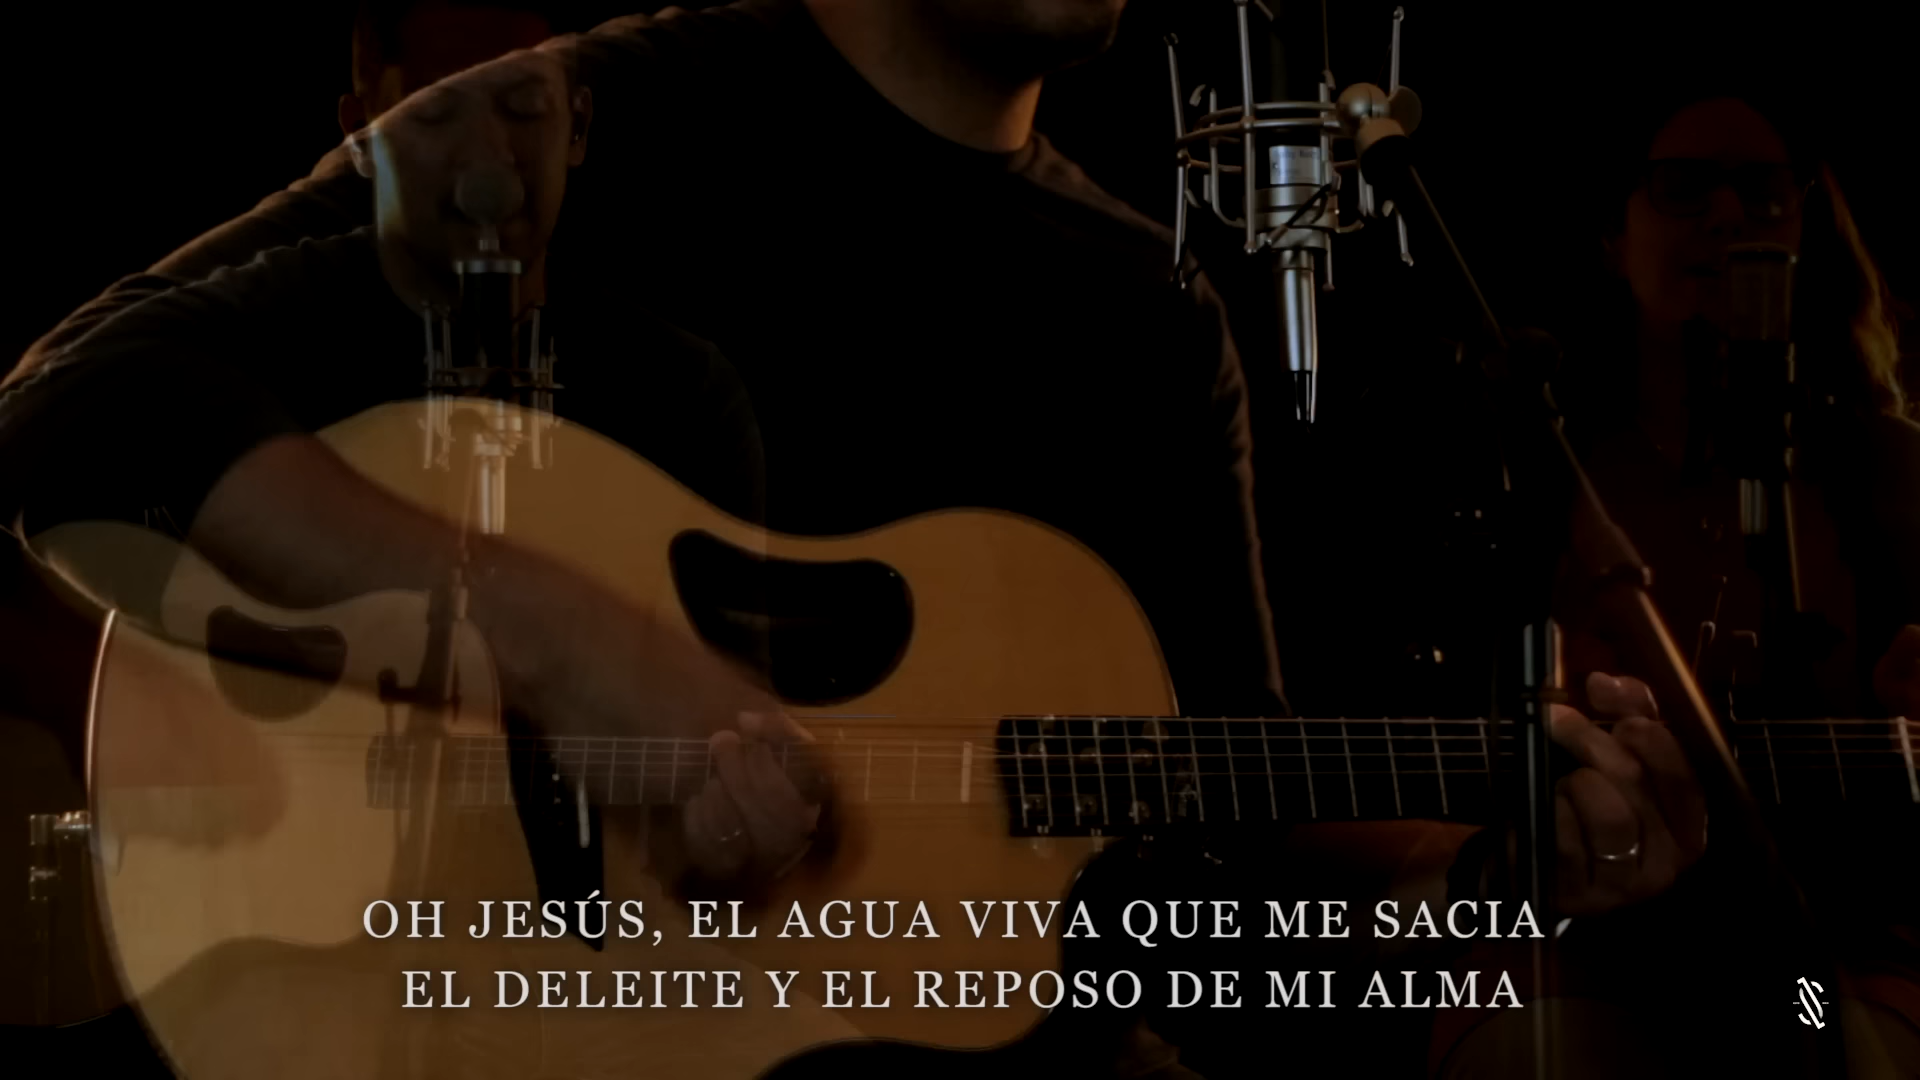 OH JESÚS, EL AGUA VIVA QUE ME SACIA
EL DELEITE Y EL REPOSO DE MI ALMA